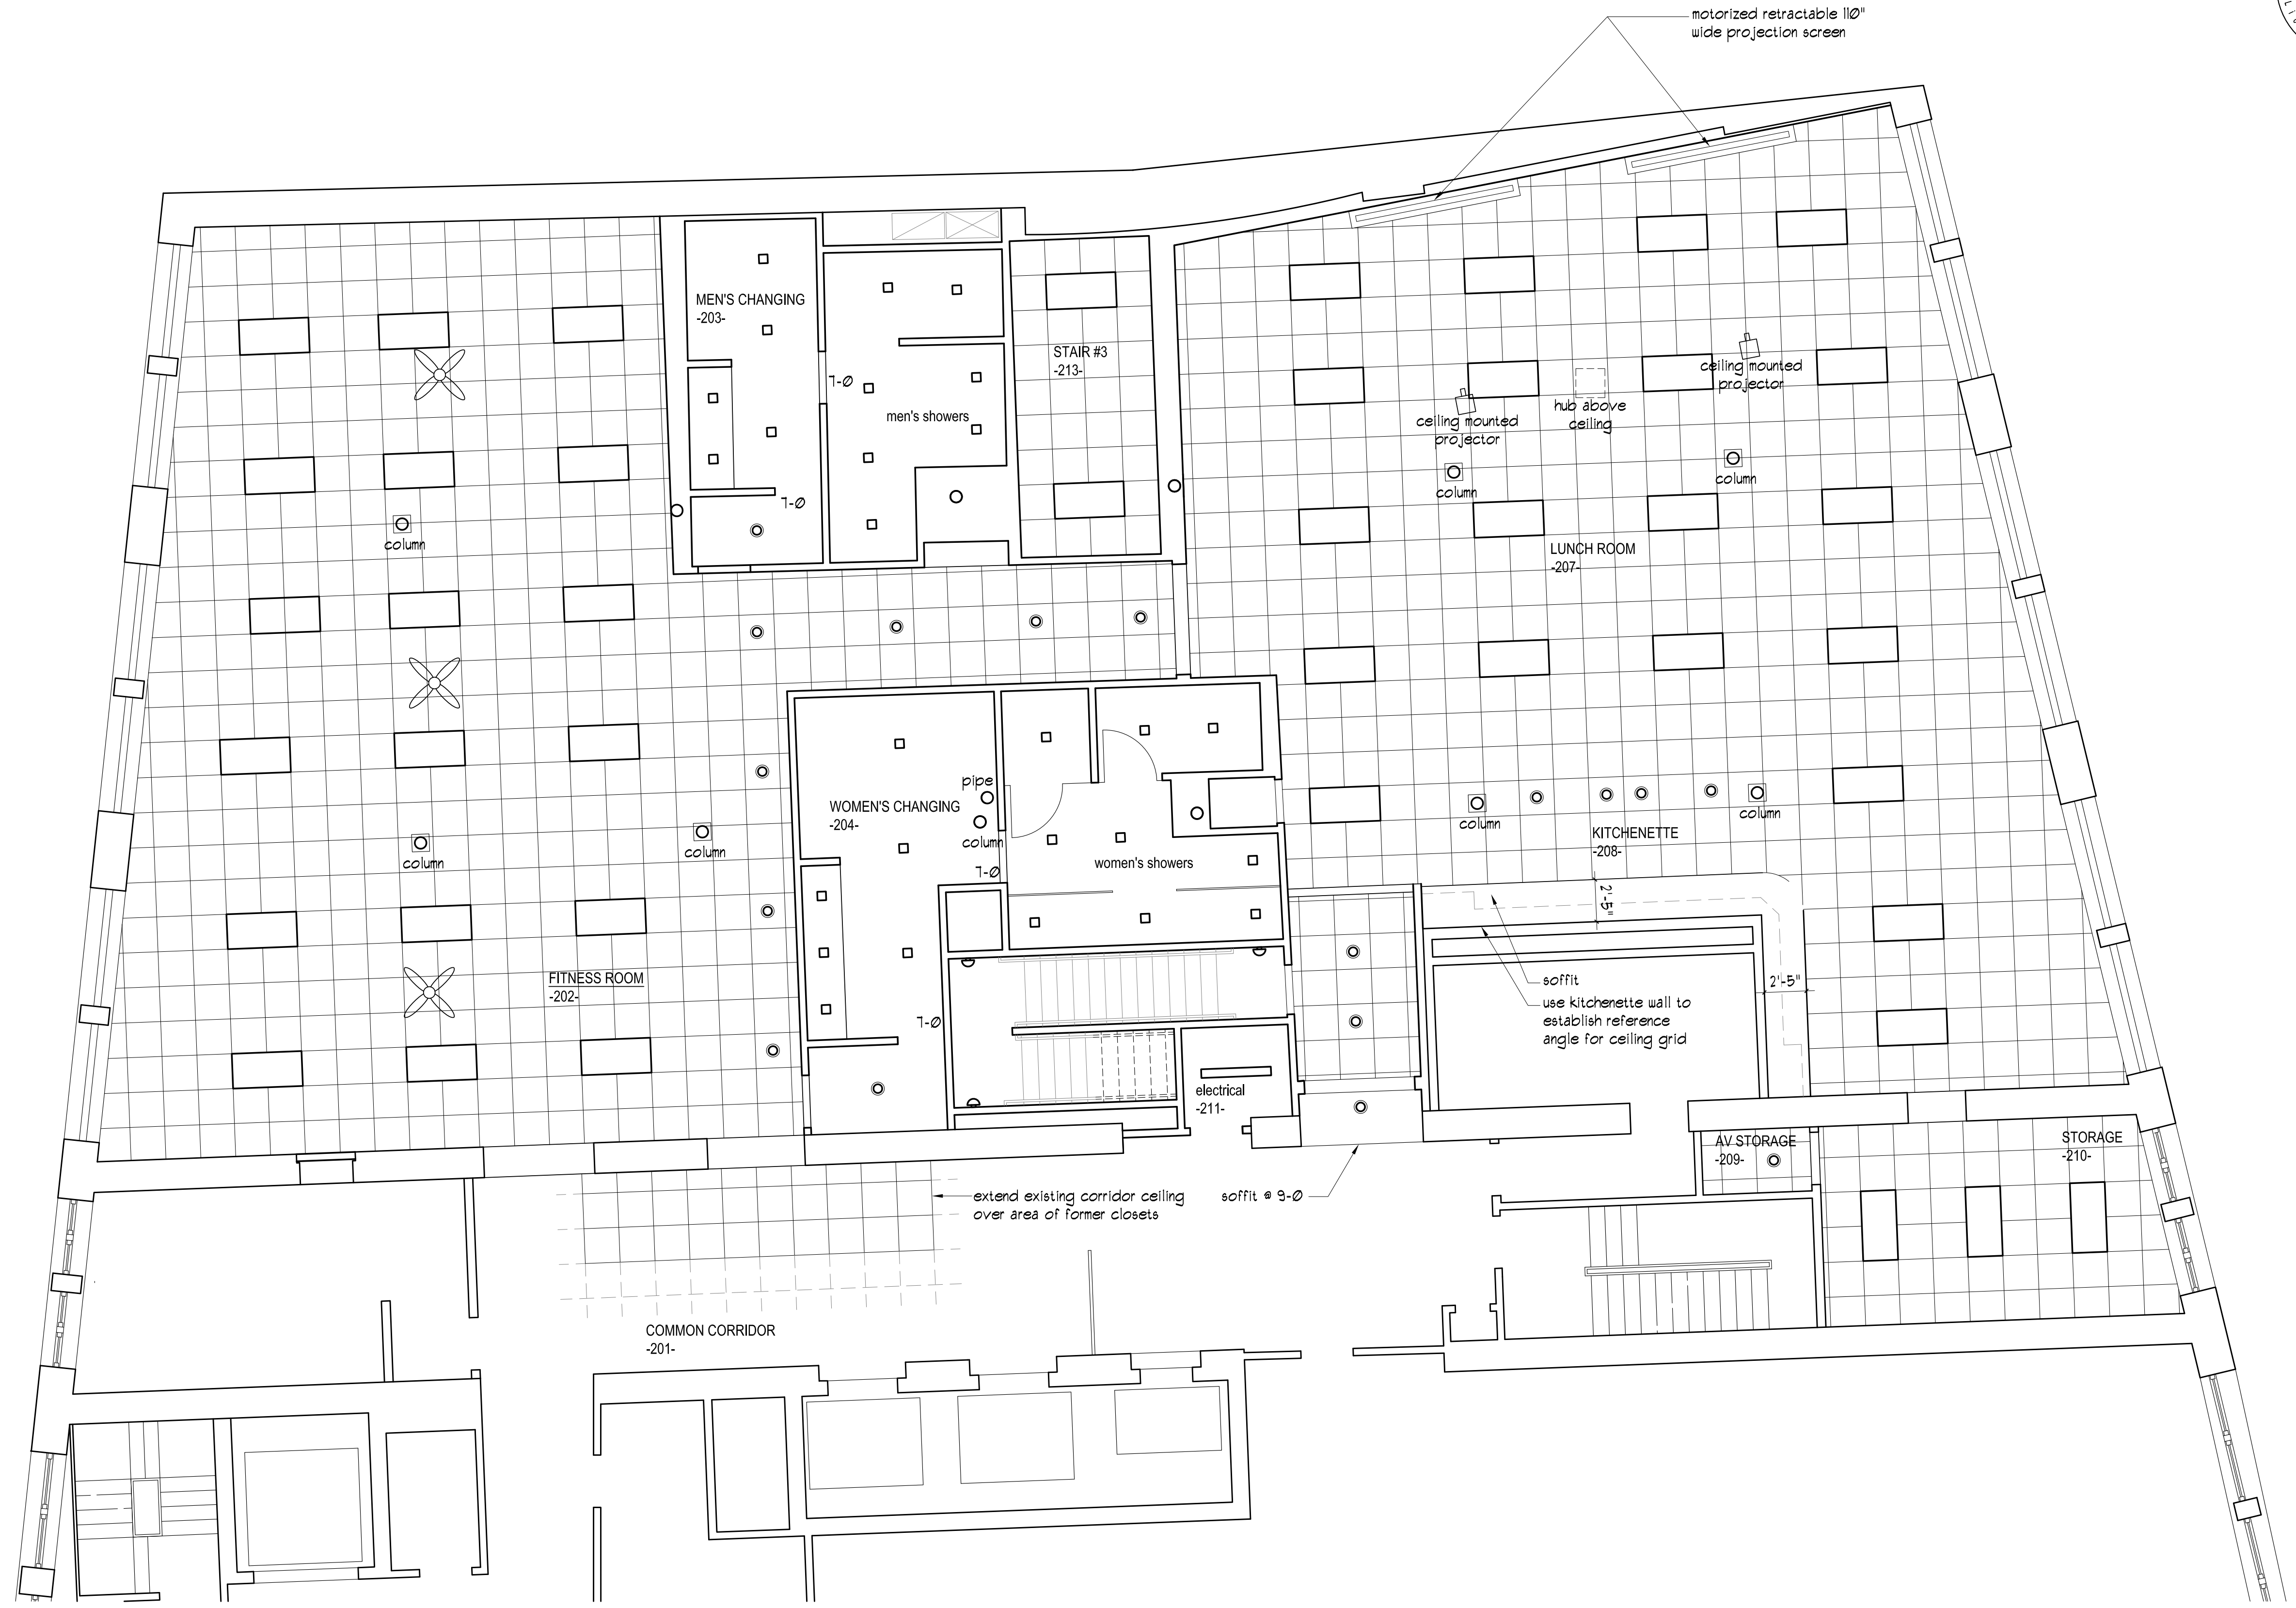 motorized retractable 110"
wide projection screen
MEN'S CHANGING
-203-
7-0
men's showers
7-0
STAIR #3
-213-
ceiling mounted
projector
hub above
ceiling
ceiling mounted
projector
column
column
column
LUNCH ROOM
-207-
pipe
WOMEN'S CHANGING
-204-
column
7-0
women's showers
column
column
column
column
KITCHENETTE
-208-
2'-5"
FITNESS ROOM
-202-
7-0
soffit
2'-5"
use kitchenette wall to
establish reference
angle for ceiling grid
electrical
-211-
AV STORAGE
-209-
STORAGE
-210-
extend existing corridor ceiling
over area of former closets
soffit @ 9-0
COMMON CORRIDOR
-201-